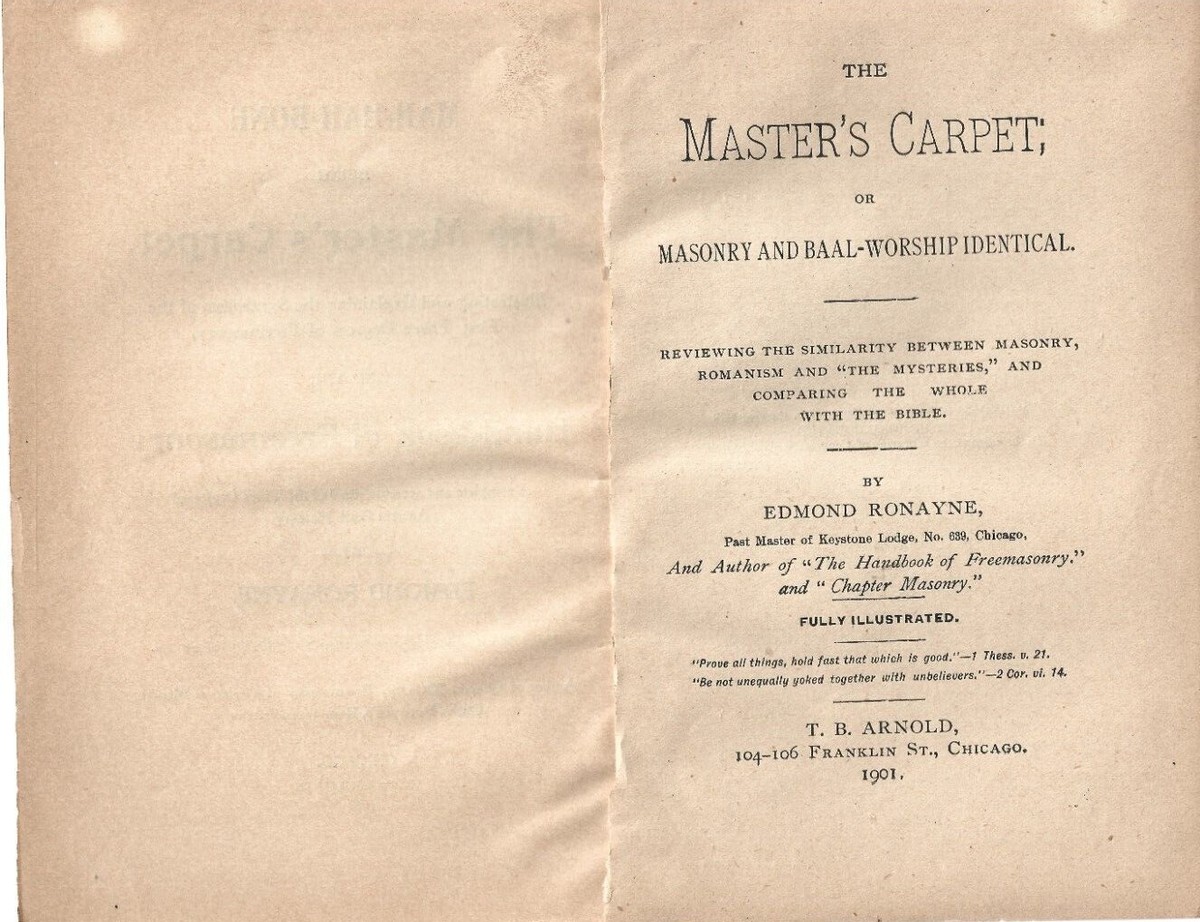 THE
MASTER'S CARPET;
OR
MASONRY AND BAAL-WORSHIP IDENTICAL.
REVIEWING THE SIMILARITY BETWEEN MASONRY,
ROMANISM AND "THE MYSTERIES," AND
COMPARING THE WHOLE
WITH THE BIBLE.
BY
EDMOND RONAYNE,
Past Master of Keystone Lodge, No. 639, Chicago,
And Author of "The Handbook of Freemasonry."
and "Chapter Masonry."
FULLY ILLUSTRATED.
"Prove all things, hold fast that which is good."—1 Thess. v. 21.
"Be not unequally yoked together with unbelievers."—2 Cor. vi. 14.
T. B. ARNOLD,
104-106 FRANKLIN ST., CHICAGO.
1901.